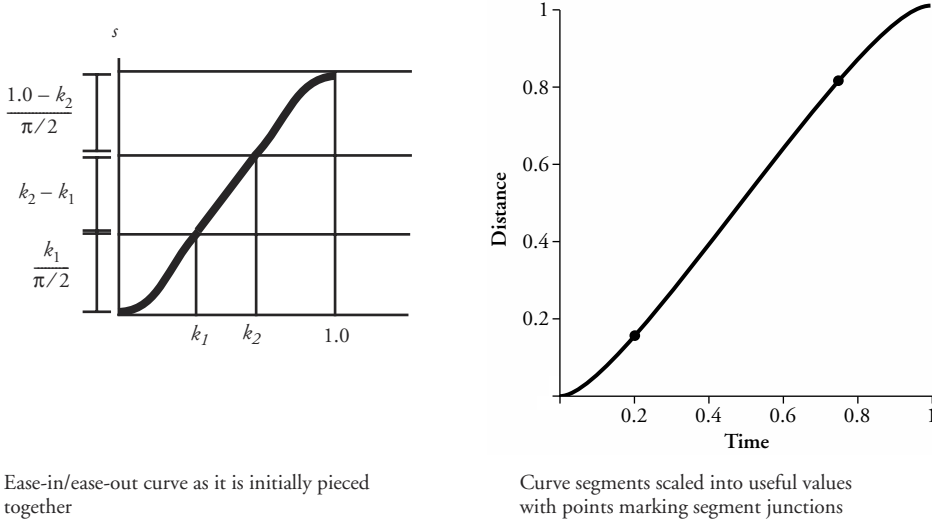 s
1.0 – k2
π/2
k2 – k1
k1
π/2
k1 k2 1.0
Ease-in/ease-out curve as it is initially pieced
together
1
0.8
0.6
0.4
0.2
Distance
0.2 0.4 0.6 0.8 1
Time
Curve segments scaled into useful values
with points marking segment junctions